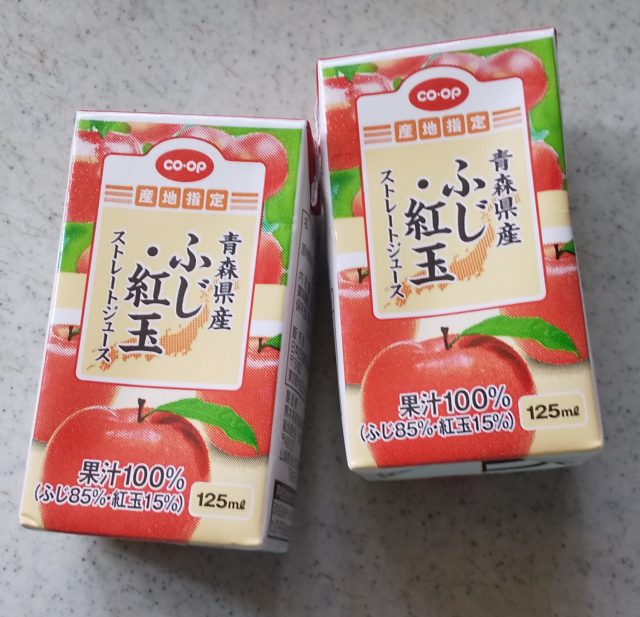 co·op
産地指定
青森県産
ふじ
・紅玉
ストレートジュース
果汁100%
(ふじ85%・紅玉15%)
125ml
co·op
産地指定
青森県産
ふじ
・紅玉
ストレートジュース
果汁100%
(ふじ85%・紅玉15%)
125ml